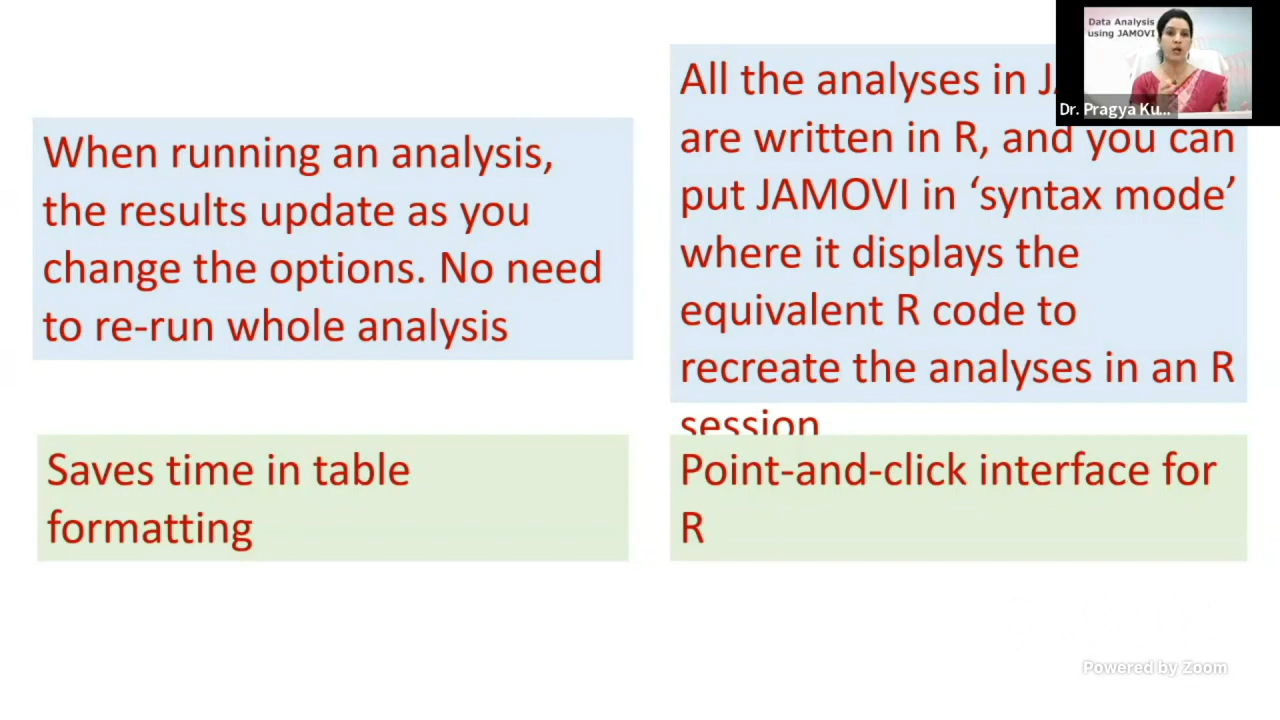 When running an analysis,
the results update as you
change the options. No need
to re-run whole analysis
All the analyses in
are written in R, and you can
put JAMOVI in ‘syntax mode’
where it displays the
equivalent R code to
recreate the analyses in an R
session
Saves time in table
formatting
Point-and-click interface for
R
Data Analysis
using JAMOVI
Dr. Pragya Ku...
Powered by Zoom